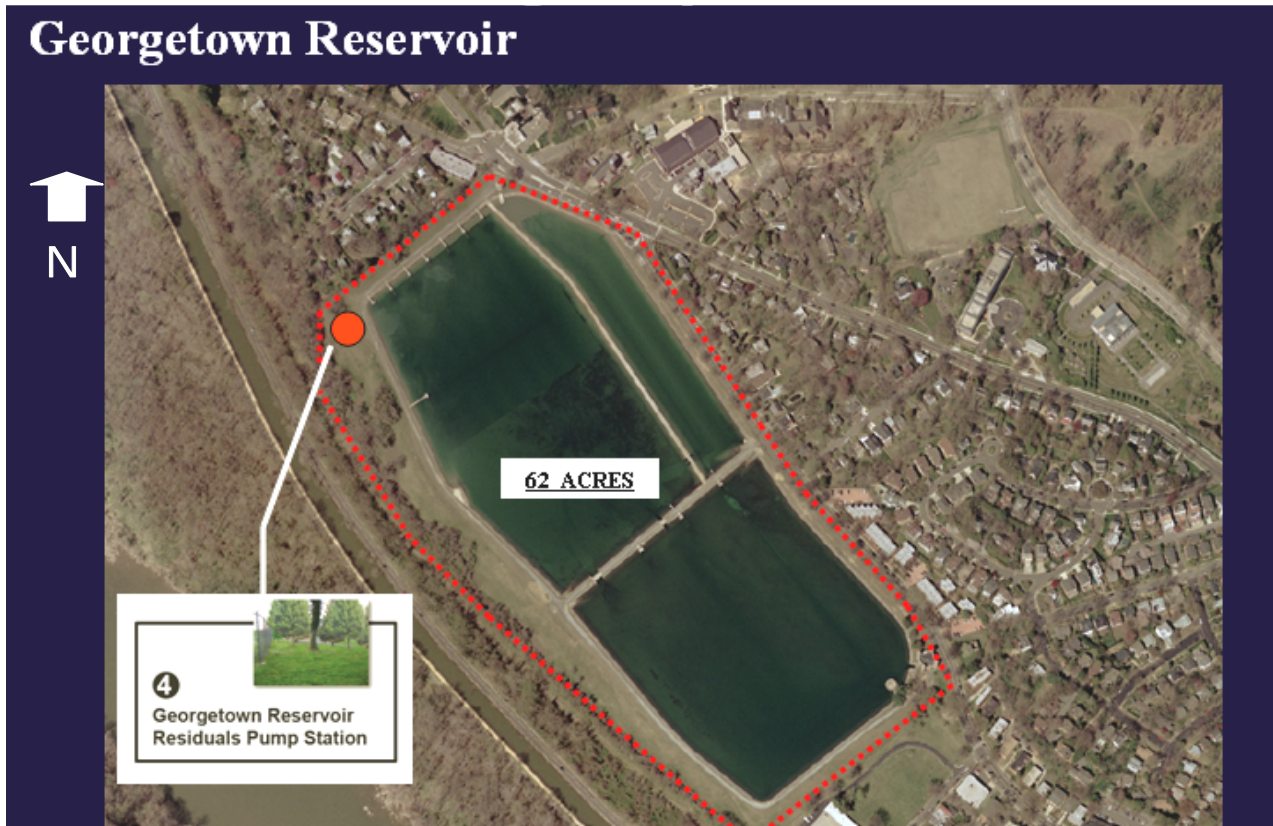 Georgetown Reservoir
N
62 ACRES
4
Georgetown Reservoir
Residuals Pump Station